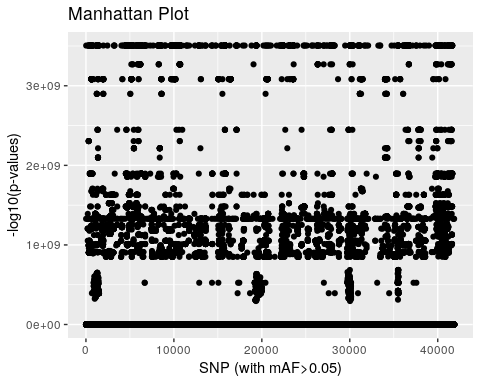 Manhattan Plot
-log10(p-values)
3e+09
2e+09
1e+09
0e+00
0
10000
20000
30000
40000
SNP (with mAF>0.05)